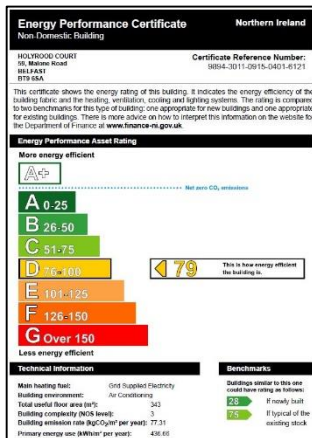 Energy Performance Certificate Northern Ireland
Non-Domestic Building
HOLYROOD COURT
59, Malone Road
BELFAST
BT9 6SA
Certificate Reference Number:
9894-3011-0915-0401-6121
This certificate shows the energy rating of this building. It indicates the energy efficiency of the
building fabric and the heating, ventilation, cooling and lighting systems. The rating is compared
to two benchmarks for this type of building: one appropriate for new buildings and one appropriate
for existing buildings. There is more advice on how to interpret this information on the website for
the Department of Finance at www.finance-ni.gov.uk.
Energy Performance Asset Rating
More energy efficient
A+
Net zero CO₂ emissions
A 0-25
B 26-50
C 51-75
D 76-100
79 This is how energy efficient
the building is.
E 101-125
F 126-150
G Over 150
Less energy efficient
Technical Information
Main heating fuel: Grid Supplied Electricity
Building environment: Air Conditioning
Total useful floor area (m²): 343
Building complexity (NOS level): 3
Building emission rate (kgCO₂/m² per year): 77.31
Primary energy use (kWh/m² per year): 436.66
Benchmarks
Buildings similar to this one
could have rating as follows:
28 If newly built
75 If typical of the
existing stock